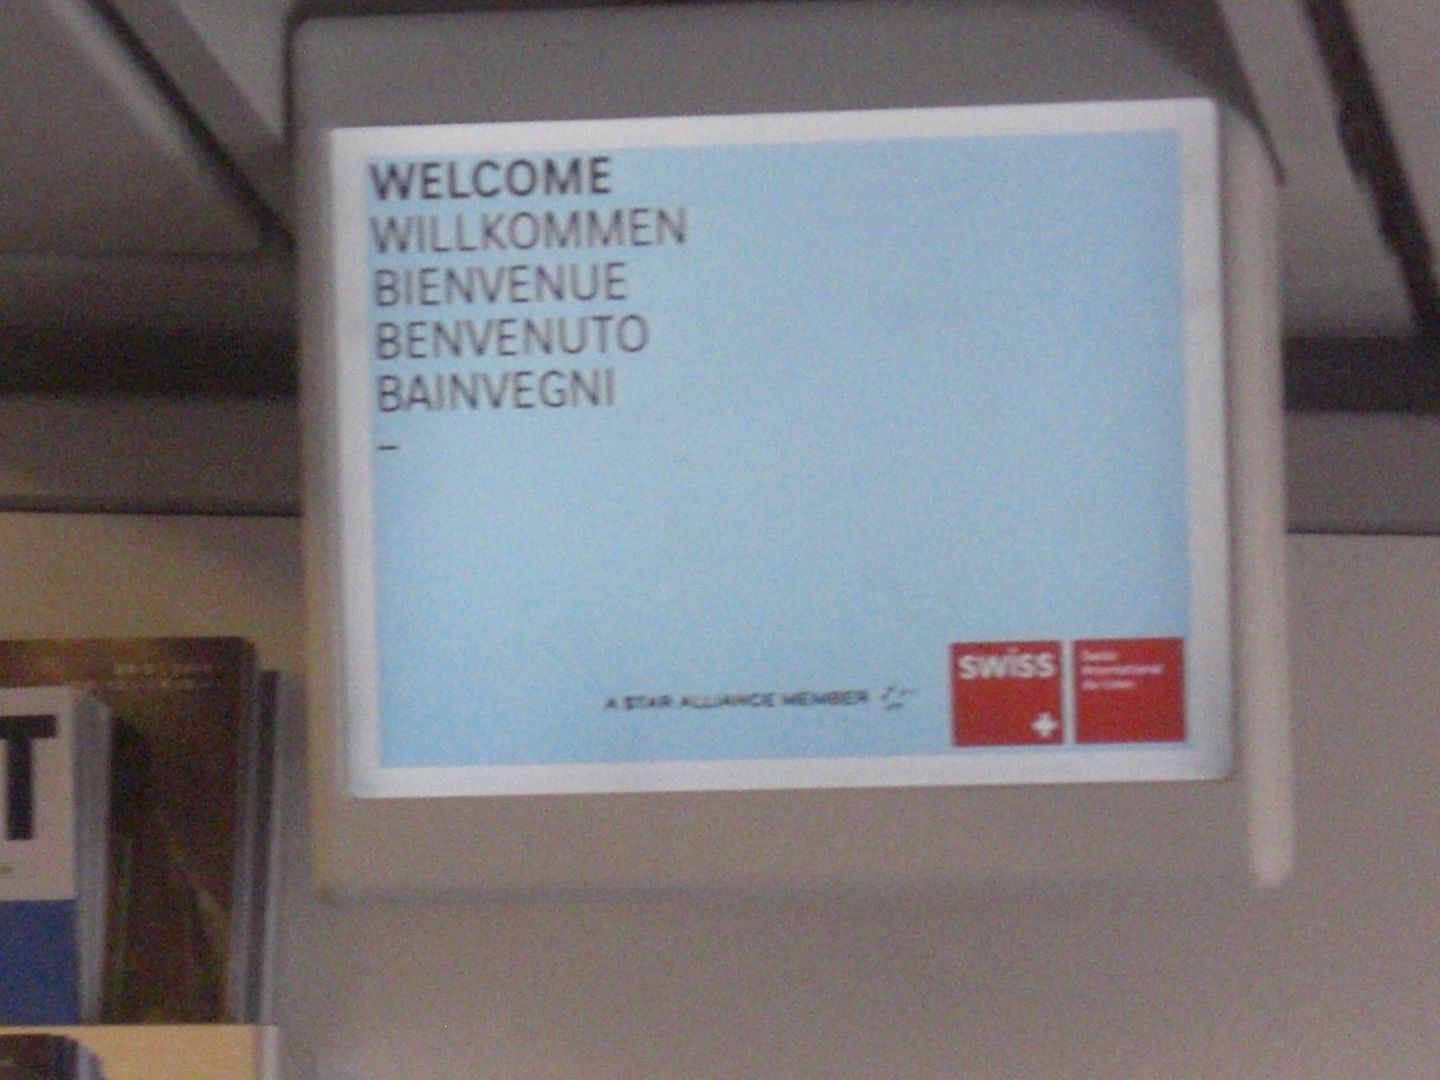 WELCOME
WILLKOMMEN
BIENVENUE
BENVENUTO
BAINVEGNI
–
A STAR ALLIANCE MEMBER
swiss
T